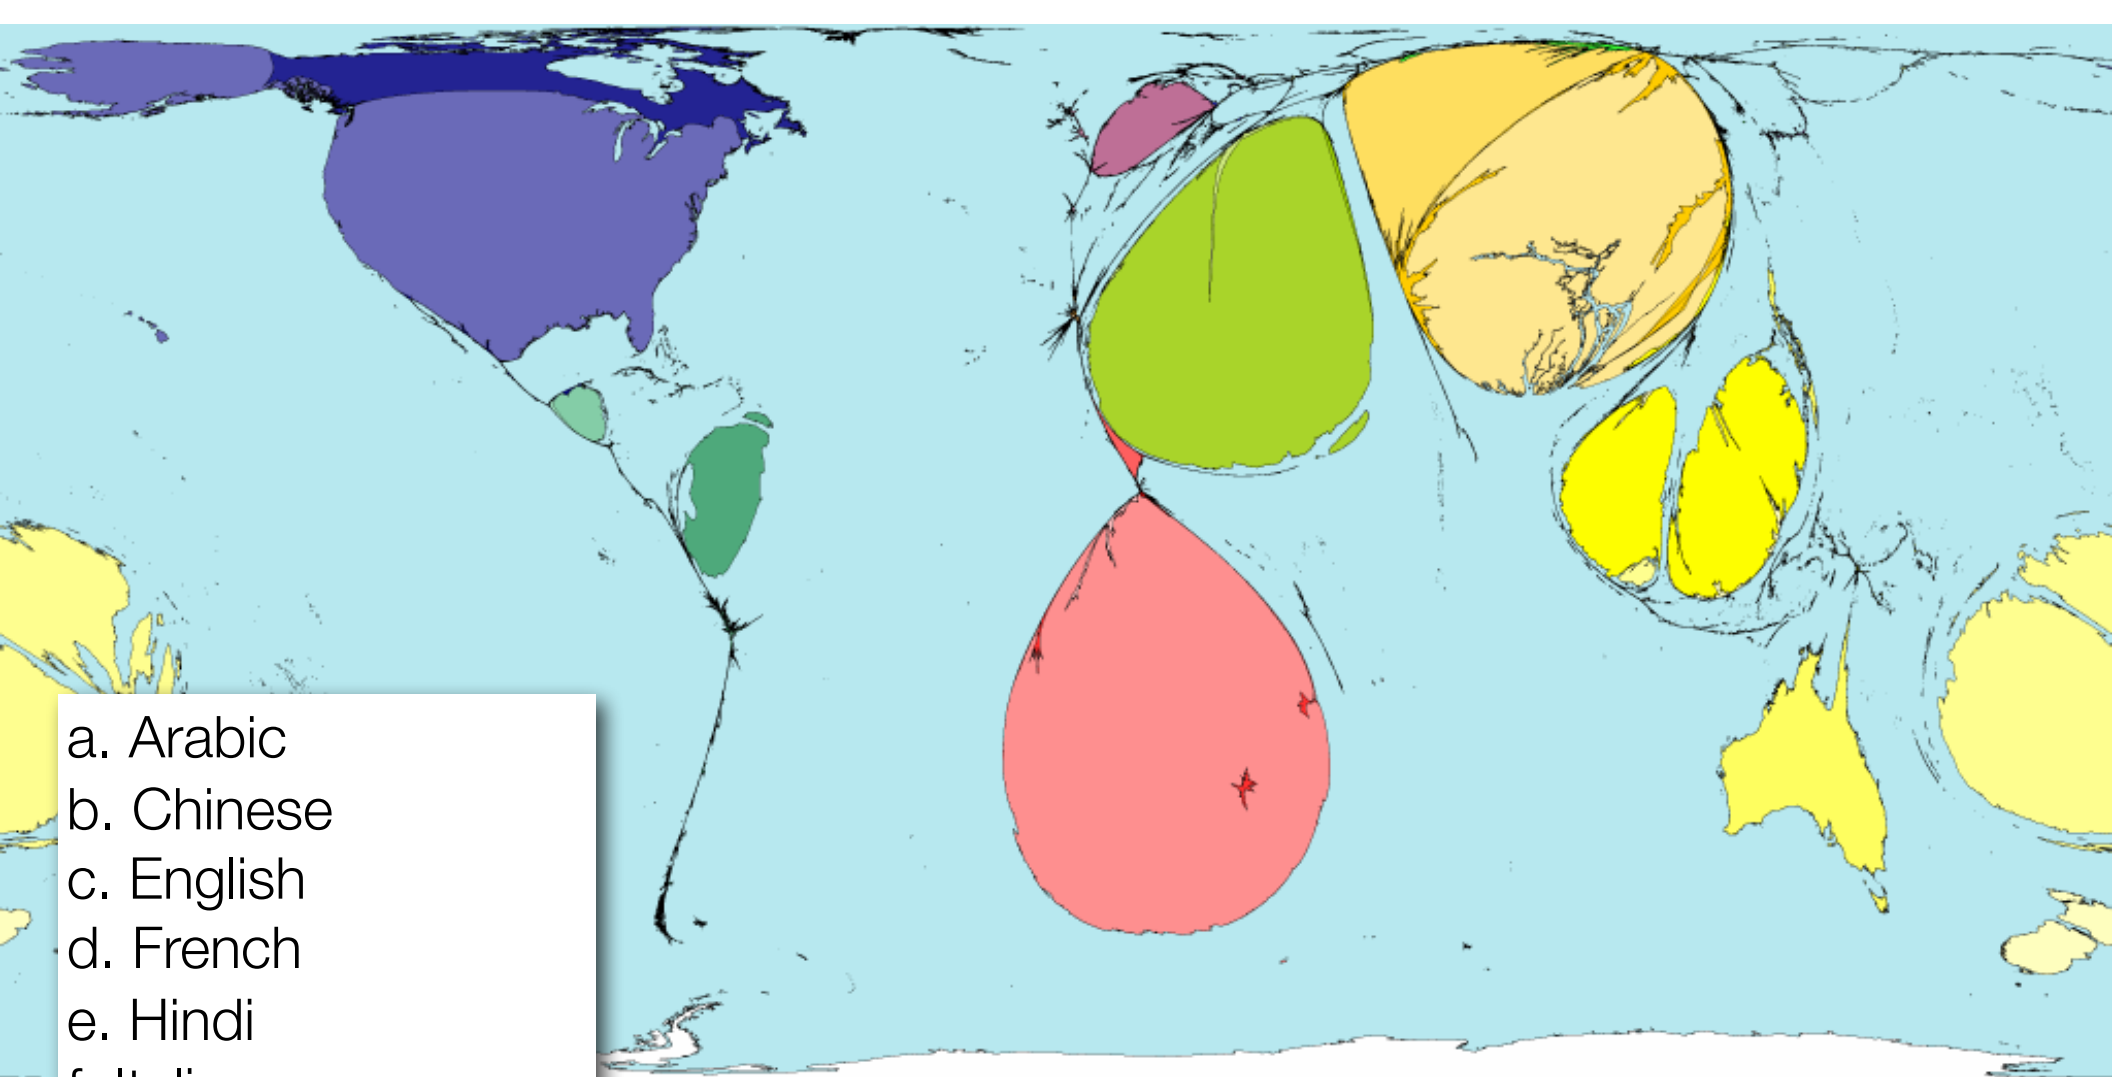 a. Arabic
b. Chinese
c. English
d. French
e. Hindi